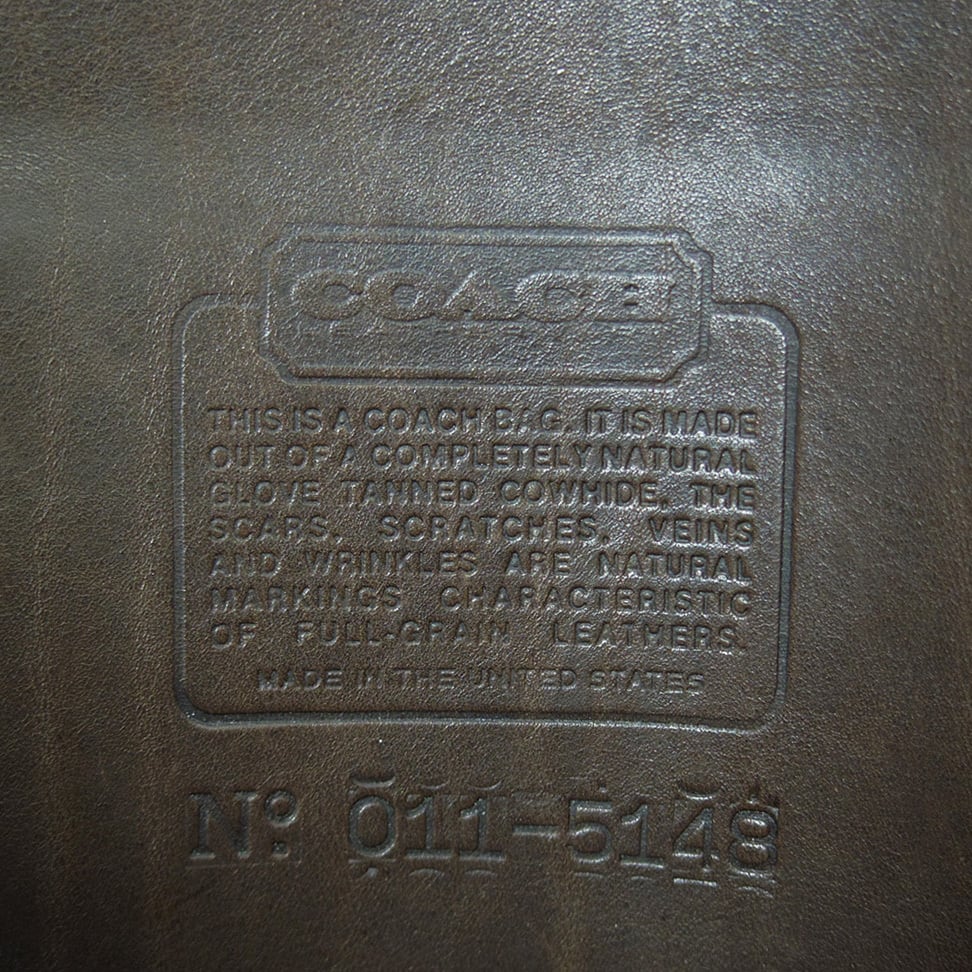 COACH
THIS IS A COACH BAG. IT IS MADE
OUT OF A COMPLETELY NATURAL
GLOVE TANNED COWHIDE. THE
SCARS, SCRATCHES, VEINS
AND WRINKLES ARE NATURAL
MARKINGS CHARACTERISTIC
OF FULL-GRAIN LEATHERS.
MADE IN THE UNITED STATES
Nº: 011-5148